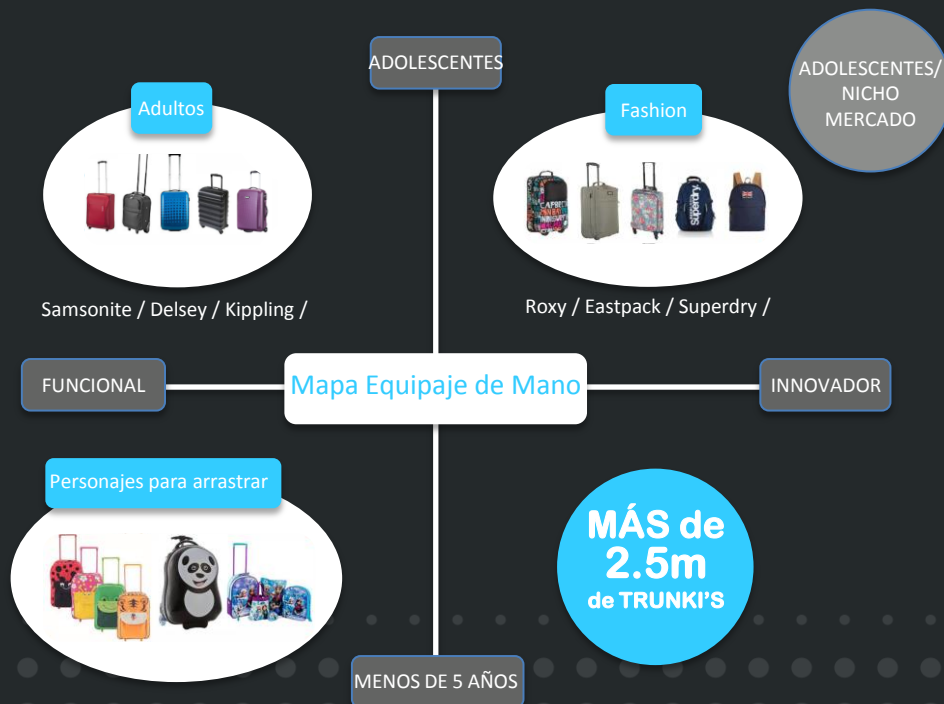 ADOLESCENTES
ADOLESCENTES/
NICHO
MERCADO
Adultos
Fashion
superdry.
Samsonite / Delsey / Kippling /
Roxy / Eastpack / Superdry /
FUNCIONAL
Mapa Equipaje de Mano
INNOVADOR
Personajes para arrastrar
MÁS de
2.5m
de TRUNKI'S
MENOS DE 5 AÑOS